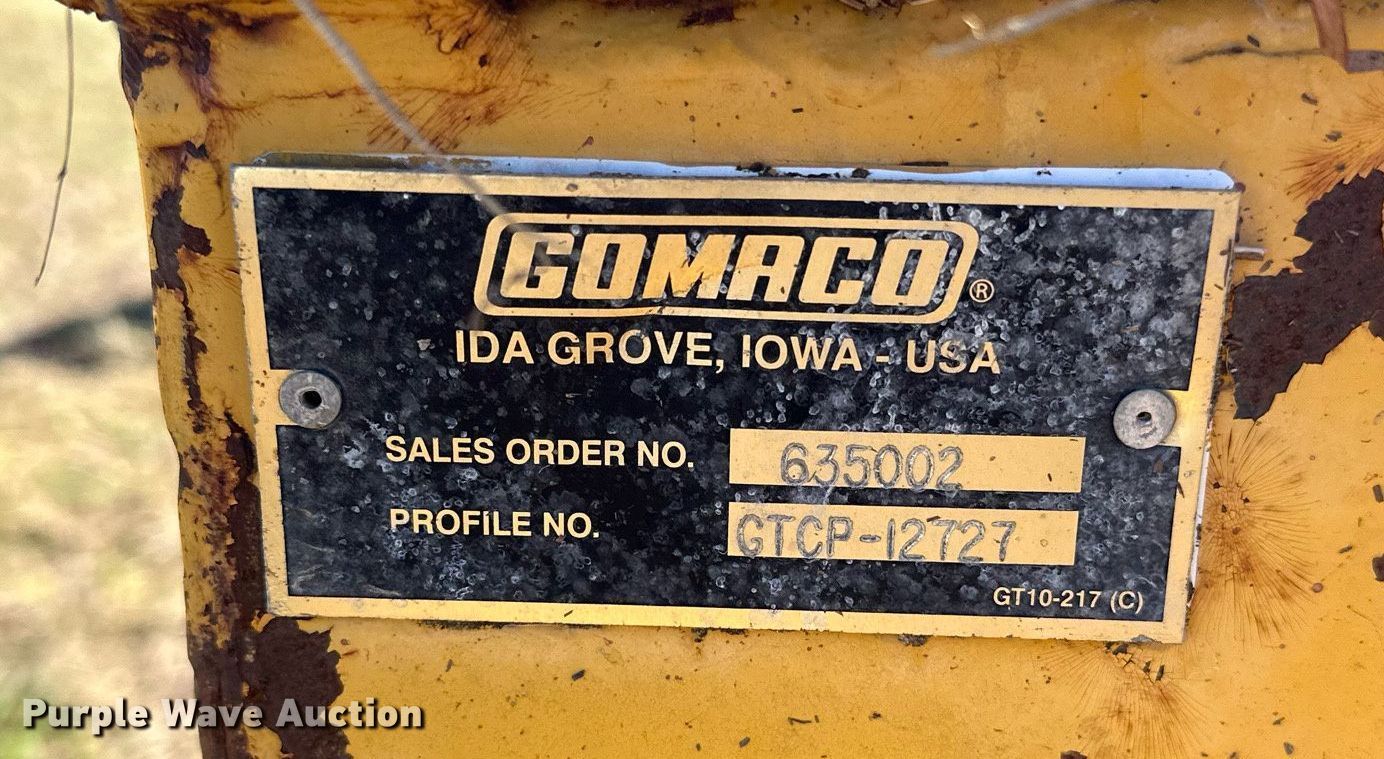 GOMACO®
IDA GROVE, IOWA - USA
SALES ORDER NO. 635002
PROFILE NO. GTCP-12727
GT10-217 (C)
Purple Wave Auction